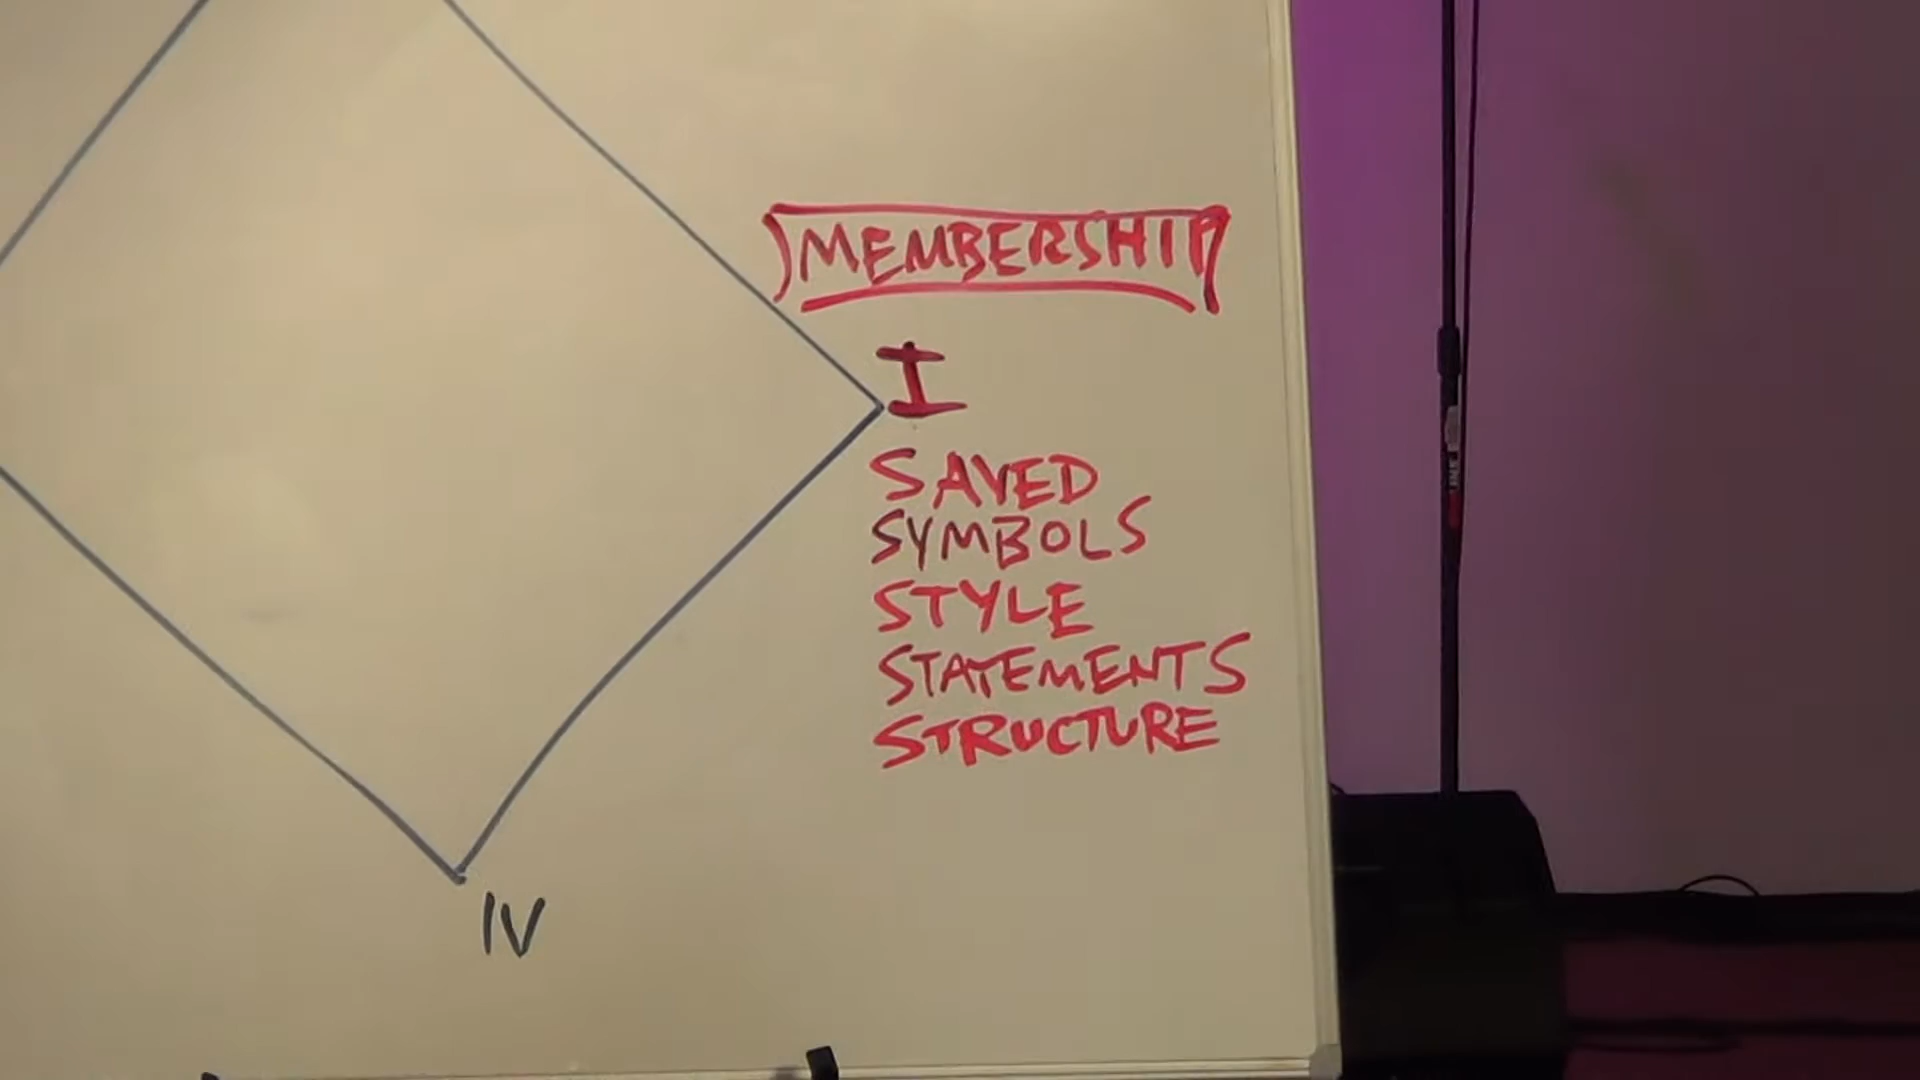 MEMBERSHIP
I
SAVED
SYMBOLS
STYLE
STATEMENTS
STRUCTURE
IV